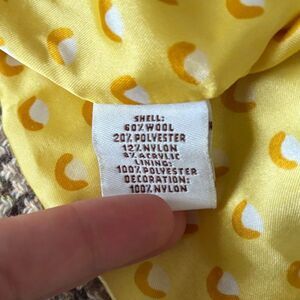 SHELL:
60% WOOL
20% POLYESTER
12% NYLON
8% ACRYLIC
LINING:
100% POLYESTER
DECORATION:
100% NYLON